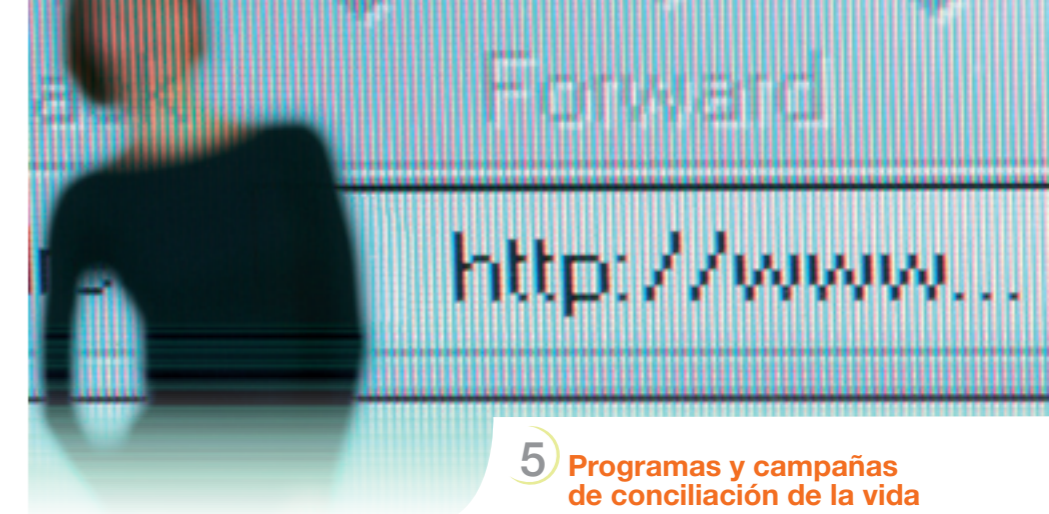 Forward
http://www...
5
Programas y campañas
de conciliación de la vida